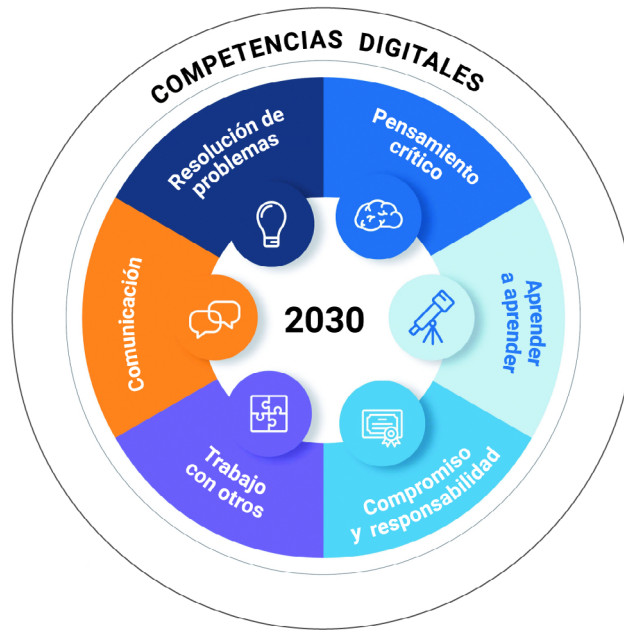 COMPETENCIAS DIGITALES
Resolución de
problemas
Pensamiento
crítico
Aprender
a aprender
Compromiso
y responsabilidad
Trabajo
con otros
Comunicación
2030